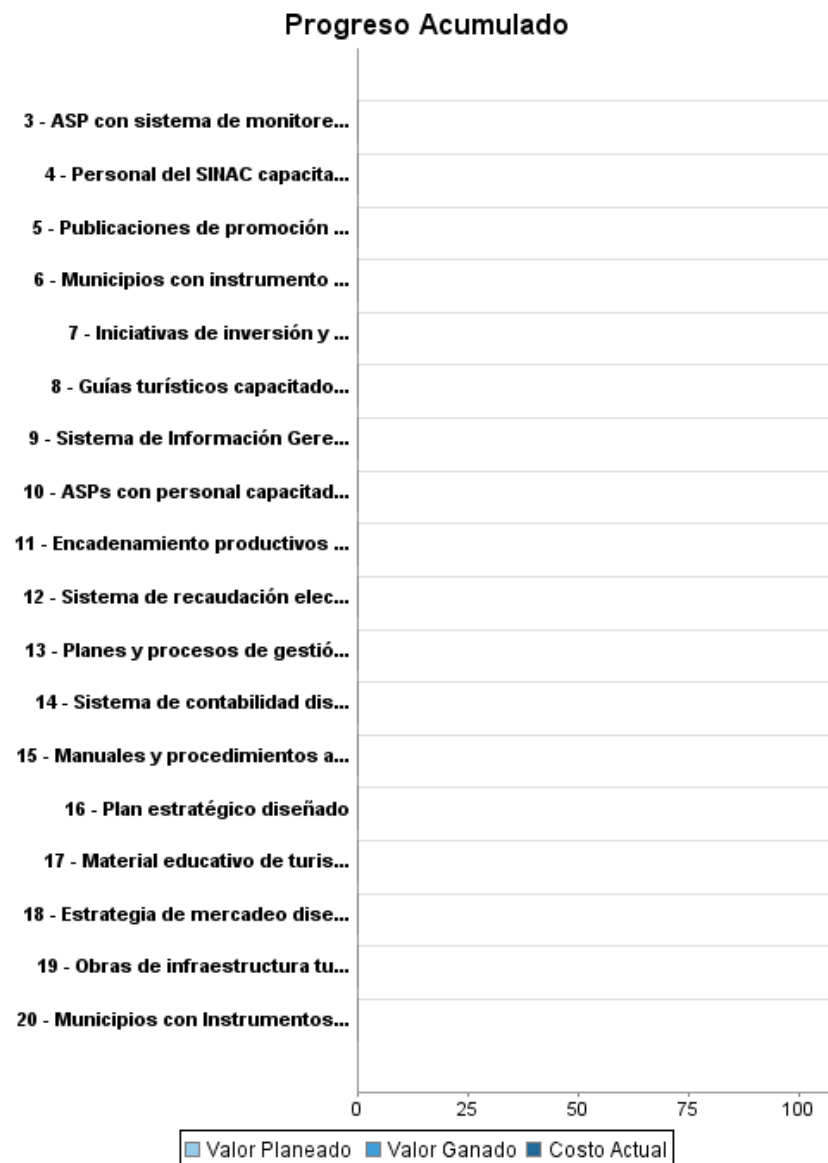 Progreso Acumulado
3 - ASP con sistema de monitore...
4 - Personal del SINAC capacita...
5 - Publicaciones de promoción ...
6 - Municipios con instrumento ...
7 - Iniciativas de inversión y ...
8 - Guías turísticos capacitado...
9 - Sistema de Información Gere...
10 - ASPs con personal capacitad...
11 - Encadenamiento productivos ...
12 - Sistema de recaudación elec...
13 - Planes y procesos de gestió...
14 - Sistema de contabilidad dis...
15 - Manuales y procedimientos a...
16 - Plan estratégico diseñado
17 - Material educativo de turis...
18 - Estrategia de mercadeo dise...
19 - Obras de infraestructura tu...
20 - Municipios con Instrumentos...
0 25 50 75 100
Valor Planeado Valor Ganado Costo Actual